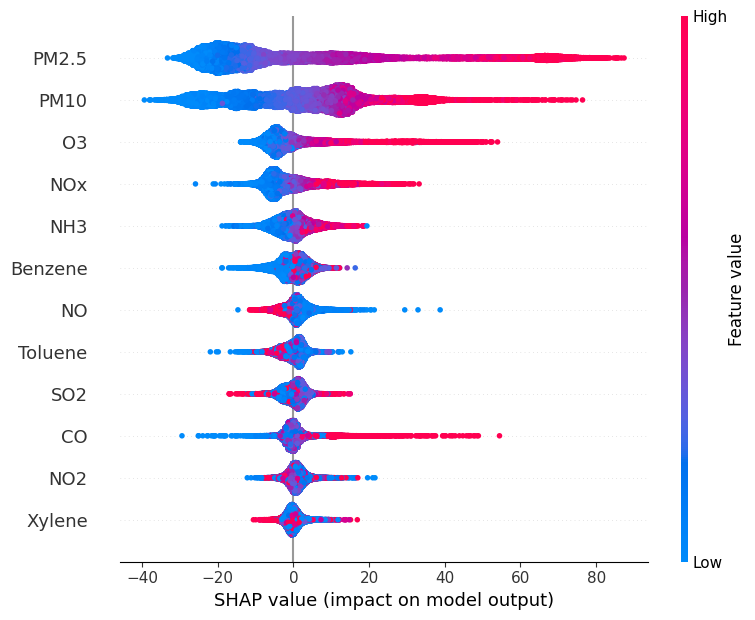 High
PM2.5
PM10
O3
NOx
NH3
Benzene
NO
Toluene
SO2
CO
NO2
Xylene
Feature value
Low
−40 −20 0 20 40 60 80
SHAP value (impact on model output)